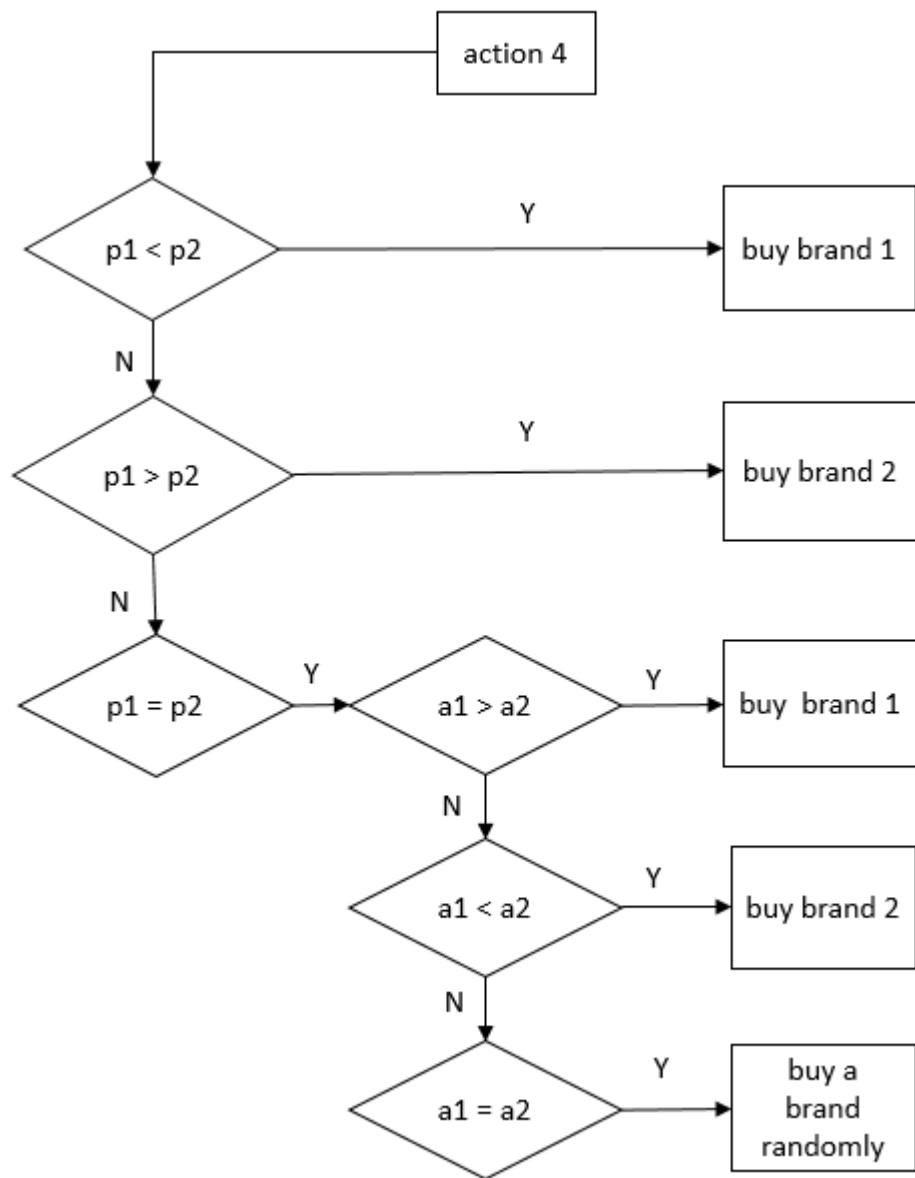 action 4
p1 < p2
Y
buy brand 1
N
p1 > p2
Y
buy brand 2
N
p1 = p2
Y
a1 > a2
Y
buy  brand 1
N
a1 < a2
Y
buy brand 2
N
a1 = a2
Y
buy a
brand
randomly